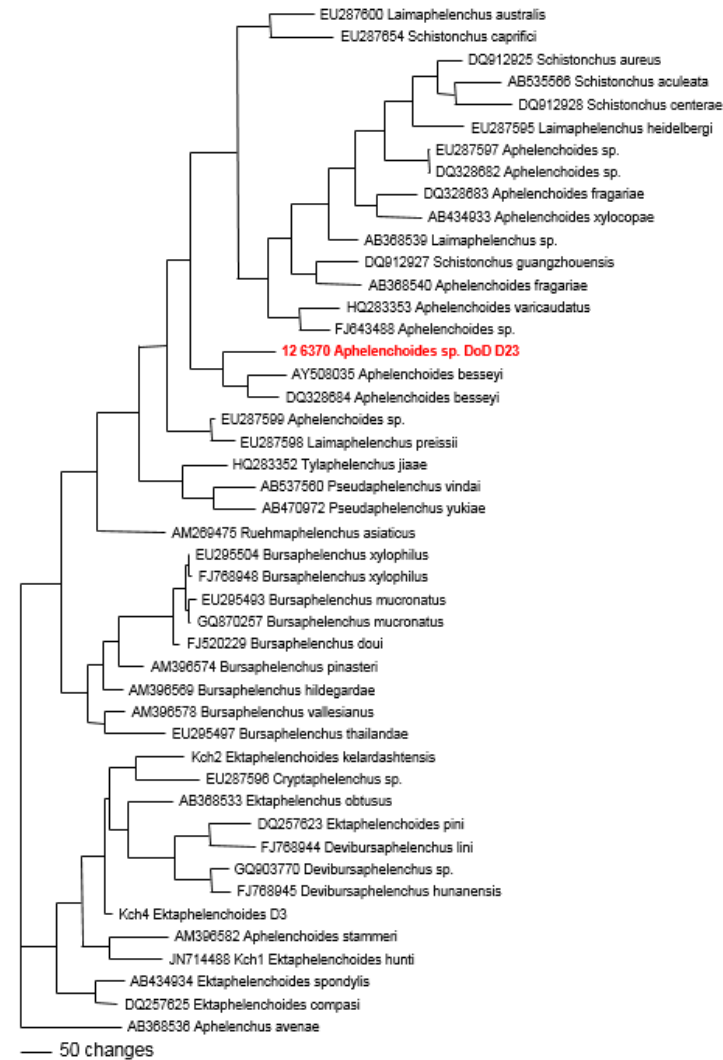 EU287600 Laimaphelenchus australis
EU287654 Schistonchus caprifici
DQ912925 Schistonchus aureus
AB535566 Schistonchus aculeata
DQ912928 Schistonchus centerae
EU287595 Laimaphelenchus heidelbergi
EU287597 Aphelenchoides sp.
DQ328682 Aphelenchoides sp.
DQ328683 Aphelenchoides fragariae
AB434933 Aphelenchoides xylocopae
AB368539 Laimaphelenchus sp.
DQ912927 Schistonchus guangzhouensis
AB368540 Aphelenchoides fragariae
HQ283353 Aphelenchoides varicaudatus
FJ643488 Aphelenchoides sp.
12 6370 Aphelenchoides sp. DoD D23
AY508035 Aphelenchoides besseyi
DQ328684 Aphelenchoides besseyi
EU287599 Aphelenchoides sp.
EU287598 Laimaphelenchus preissii
HQ283352 Tylaphelenchus jiaae
AB537560 Pseudaphelenchus vindai
AB470972 Pseudaphelenchus yukiae
AM269475 Ruehmaphelenchus asiaticus
EU295504 Bursaphelenchus xylophilus
FJ768948 Bursaphelenchus xylophilus
EU295493 Bursaphelenchus mucronatus
GQ870257 Bursaphelenchus mucronatus
FJ520229 Bursaphelenchus doui
AM396574 Bursaphelenchus pinasteri
AM396569 Bursaphelenchus hildegardae
AM396578 Bursaphelenchus vallesianus
EU295497 Bursaphelenchus thailandae
Kch2 Ektaphelenchoides kelardashtensis
EU287596 Cryptaphelenchus sp.
AB368533 Ektaphelenchus obtusus
DQ257623 Ektaphelenchoides pini
FJ768944 Devibursaphelenchus lini
GQ903770 Devibursaphelenchus sp.
FJ768945 Devibursaphelenchus hunanensis
Kch4 Ektaphelenchoides D3
AM396582 Aphelenchoides stammeri
JN714488 Kch1 Ektaphelenchoides hunti
AB434934 Ektaphelenchoides spondylis
DQ257625 Ektaphelenchoides compasi
AB368536 Aphelenchus avenae
50 changes